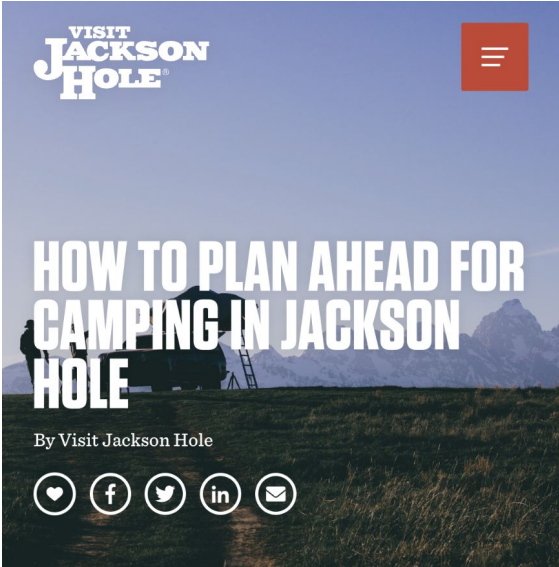 VISIT
JACKSON
HOLE®
HOW TO PLAN AHEAD FOR
CAMPING IN JACKSON
HOLE
By Visit Jackson Hole